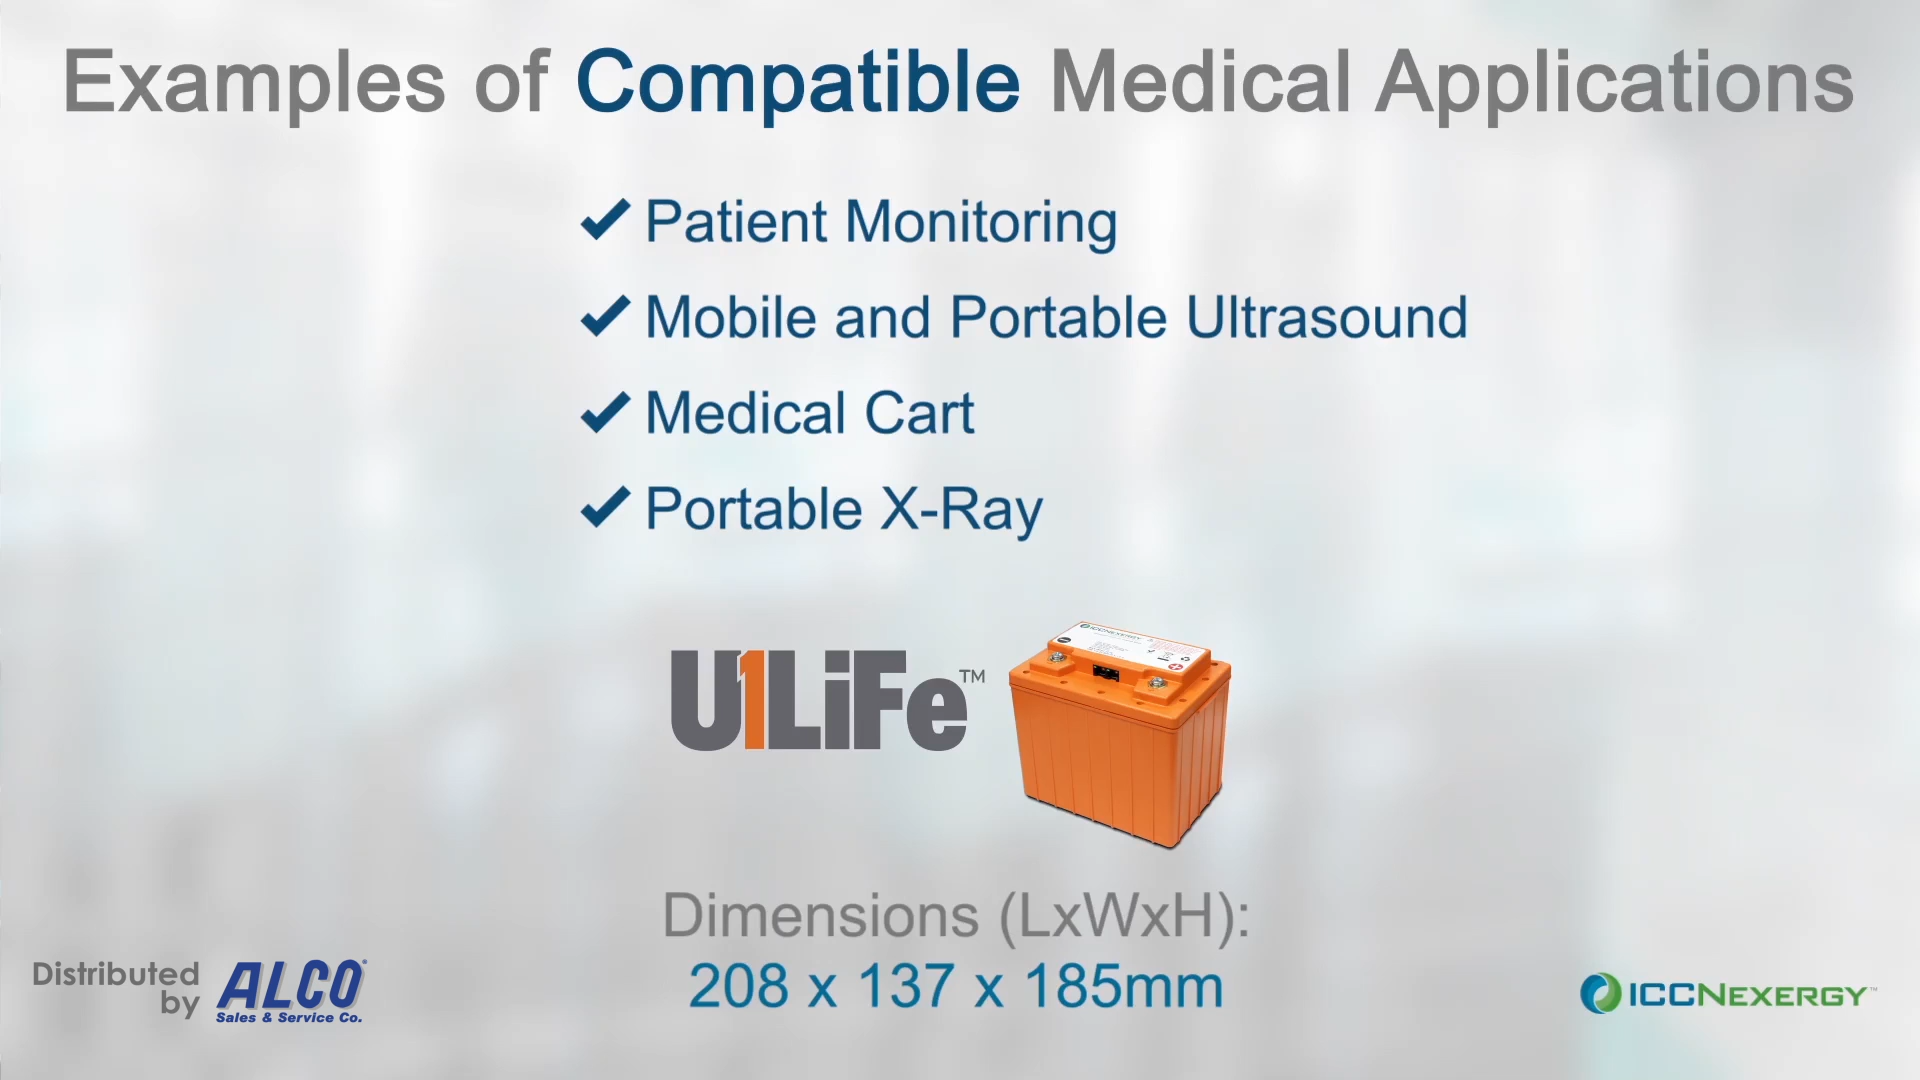 Examples of Compatible Medical Applications
Patient Monitoring
Mobile and Portable Ultrasound
Medical Cart
Portable X-Ray
U1LiFe™
ICCNEXERGY
Dimensions (LxWxH):
208 x 137 x 185mm
Distributed by
ALCO
Sales & Service Co.
ICCNEXERGY™